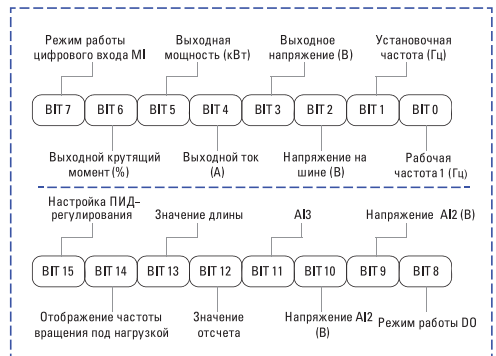 Режим работы
цифрового входа MI
Выходная
мощность (кВт)
Выходное
напряжение (В)
Установочная
частота (Гц)
BIT 7
BIT 6
BIT 5
BIT 4
BIT 3
BIT 2
BIT 1
BIT 0
Выходной крутящий
момент (%)
Выходной ток
(А)
Напряжение на
шине (В)
Рабочая
частота 1 (Гц)
Настройка ПИД–
регулирования
Значение длины
AI3
Напряжение AI2 (В)
BIT 15
BIT 14
BIT 13
BIT 12
BIT 11
BIT 10
BIT 9
BIT 8
Отображение частоты
вращения под нагрузкой
Значение
отсчета
Напряжение AI2
(В)
Режим работы DO